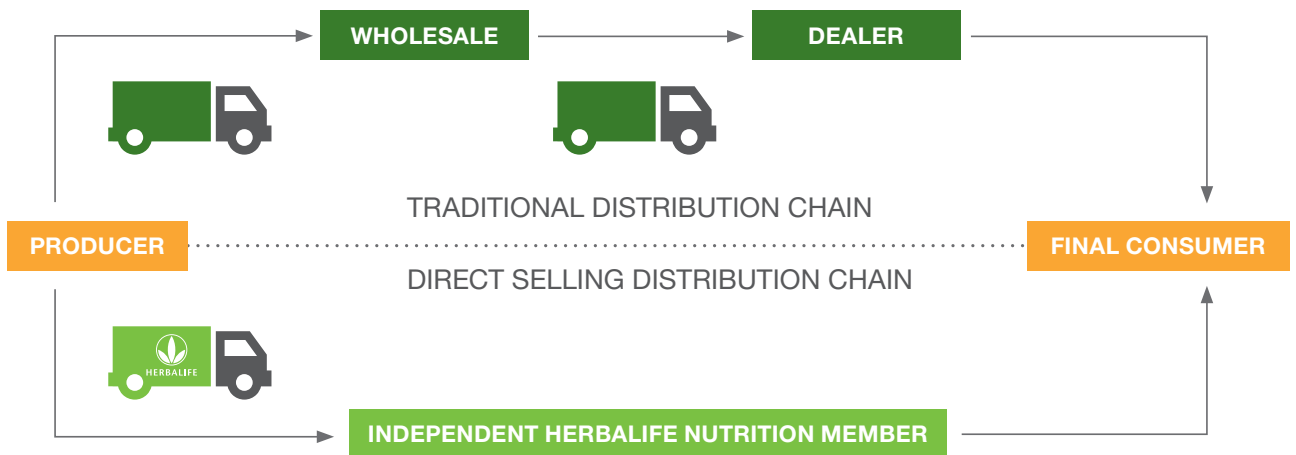 WHOLESALE
DEALER
TRADITIONAL DISTRIBUTION CHAIN
PRODUCER
FINAL CONSUMER
DIRECT SELLING DISTRIBUTION CHAIN
HERBALIFE
INDEPENDENT HERBALIFE NUTRITION MEMBER